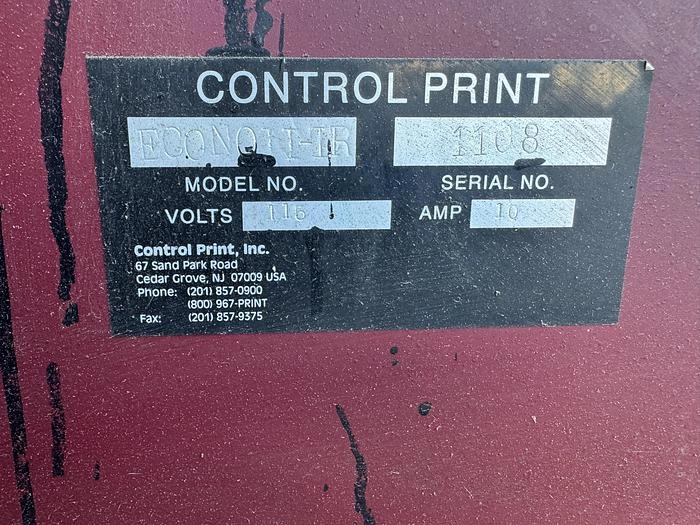 CONTROL PRINT
1108
MODEL NO.
SERIAL NO.
VOLTS
AMP 10
Control Print, Inc.
67 Sand Park Road
Cedar Grove, NJ 07009 USA
Phone: (201) 857-0900
(800) 967-PRINT
Fax: (201) 857-9375